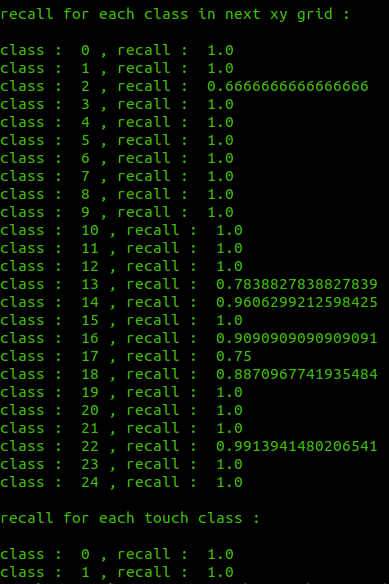 recall for each class in next xy grid :
class :  0 , recall :  1.0
class :  1 , recall :  1.0
class :  2 , recall :  0.6666666666666666
class :  3 , recall :  1.0
class :  4 , recall :  1.0
class :  5 , recall :  1.0
class :  6 , recall :  1.0
class :  7 , recall :  1.0
class :  8 , recall :  1.0
class :  9 , recall :  1.0
class :  10 , recall :  1.0
class :  11 , recall :  1.0
class :  12 , recall :  1.0
class :  13 , recall :  0.7838827838827839
class :  14 , recall :  0.9606299212598425
class :  15 , recall :  1.0
class :  16 , recall :  0.9090909090909091
class :  17 , recall :  0.75
class :  18 , recall :  0.8870967741935484
class :  19 , recall :  1.0
class :  20 , recall :  1.0
class :  21 , recall :  1.0
class :  22 , recall :  0.9913941480206541
class :  23 , recall :  1.0
class :  24 , recall :  1.0
recall for each touch class :
class :  0 , recall :  1.0
class :  1 , recall :  1.0